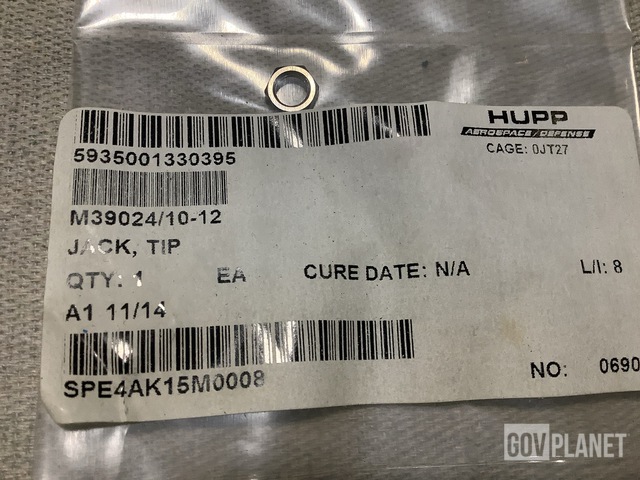 HUPP
AEROSPACE/DEFENSE
CAGE: 0JT27
5935001330395
M39024/10-12
JACK, TIP
QTY: 1 EA CURE DATE: N/A L/I: 8
A1 11/14
SPE4AK15M0008
NO: 0690
GOVPLANET